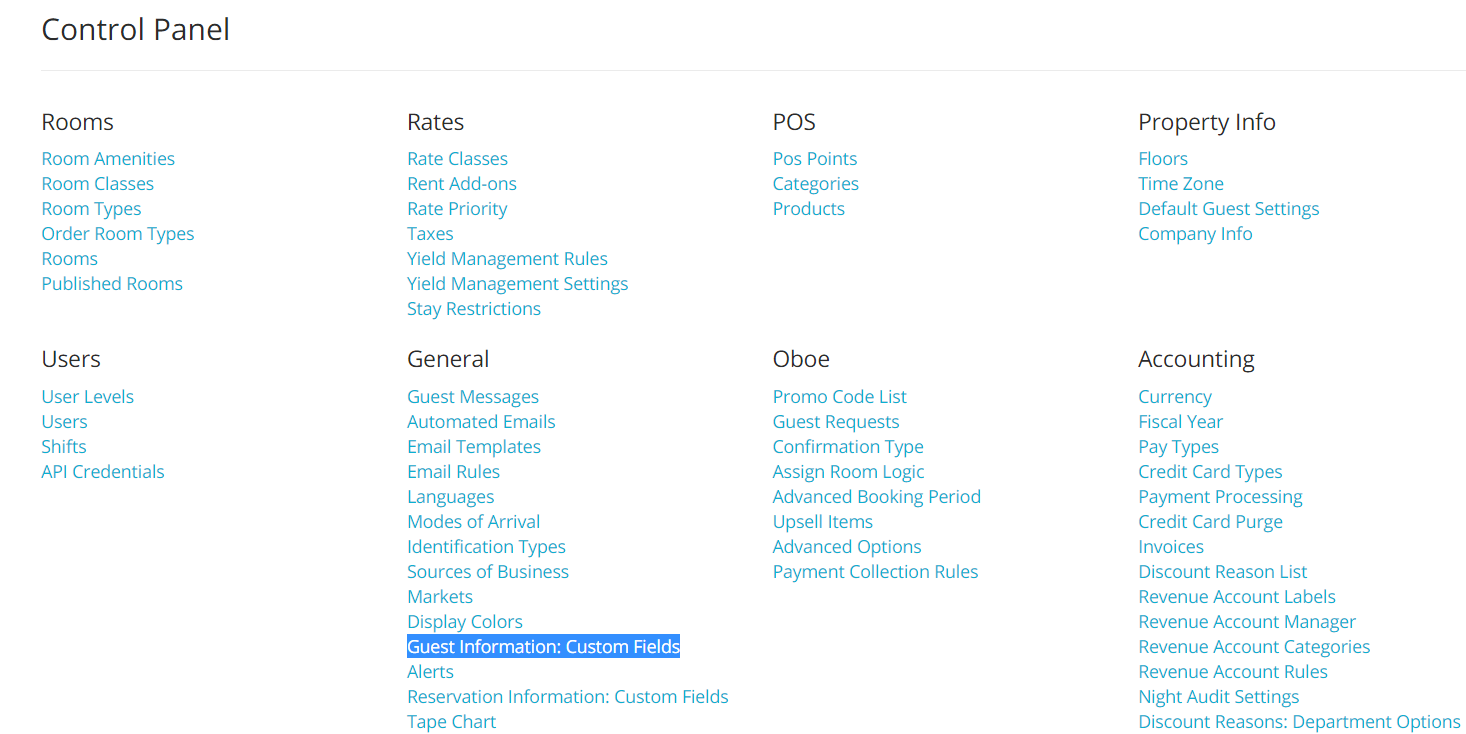 Control Panel
Rooms
Room Amenities
Room Classes
Room Types
Order Room Types
Rooms
Published Rooms
Rates
Rate Classes
Rent Add-ons
Rate Priority
Taxes
Yield Management Rules
Yield Management Settings
Stay Restrictions
POS
Pos Points
Categories
Products
Property Info
Floors
Time Zone
Default Guest Settings
Company Info
Users
User Levels
Users
Shifts
API Credentials
General
Guest Messages
Automated Emails
Email Templates
Email Rules
Languages
Modes of Arrival
Identification Types
Sources of Business
Markets
Display Colors
Guest Information: Custom Fields
Alerts
Reservation Information: Custom Fields
Tape Chart
Oboe
Promo Code List
Guest Requests
Confirmation Type
Assign Room Logic
Advanced Booking Period
Upsell Items
Advanced Options
Payment Collection Rules
Accounting
Currency
Fiscal Year
Pay Types
Credit Card Types
Payment Processing
Credit Card Purge
Invoices
Discount Reason List
Revenue Account Labels
Revenue Account Manager
Revenue Account Categories
Revenue Account Rules
Night Audit Settings
Discount Reasons: Department Options